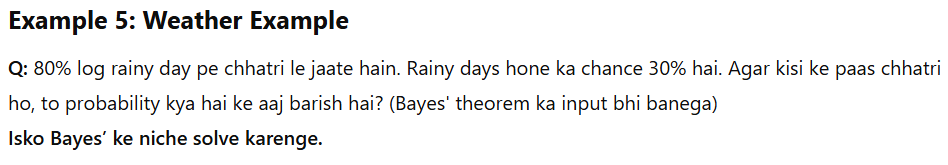 Example 5: Weather Example
Q: 80% log rainy day pe chhatri le jaate hain. Rainy days hone ka chance 30% hai. Agar kisi ke paas chhatri
ho, to probability kya hai ke aaj barish hai? (Bayes' theorem ka input bhi banega)
Isko Bayes’ ke niche solve karenge.